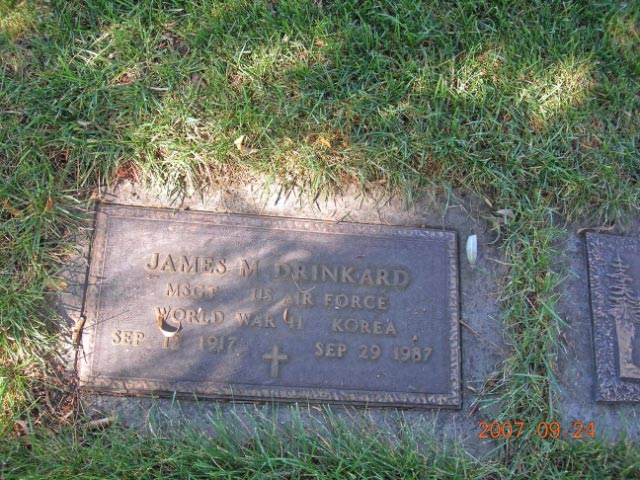 JAMES M DRINKARD
MSGT US AIR FORCE
WORLD WAR II KOREA
SEP 1917 SEP 29 1987
2007 09 24